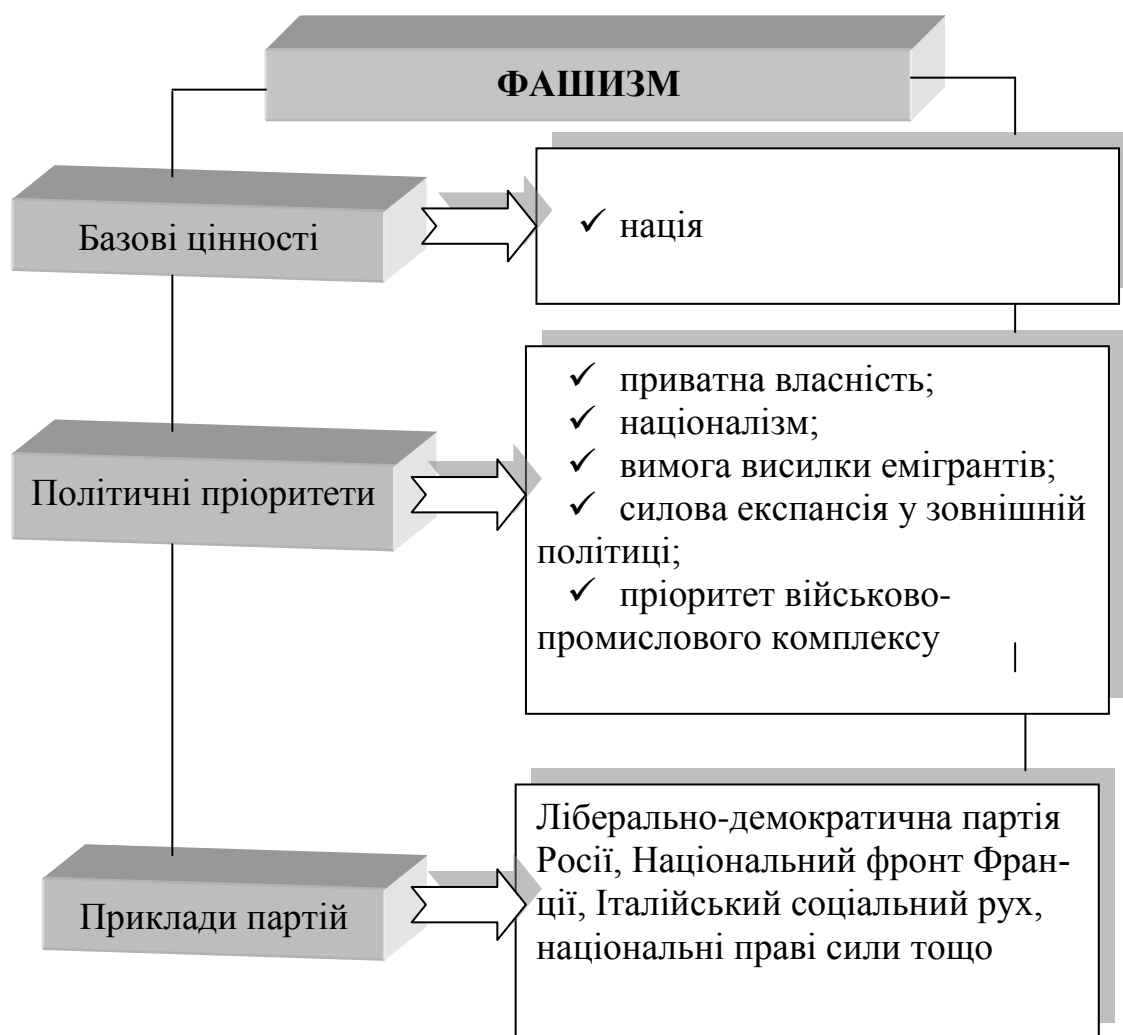 ФАШИЗМ
Базові цінності
✓ нація
Політичні пріоритети
✓ приватна власність;
✓ націоналізм;
✓ вимога висилки емігрантів;
✓ силова експансія у зовнішній
політиці;
✓ пріоритет військово-
промислового комплексу
Приклади партій
Ліберально-демократична партія
Росії, Національний фронт Фран-
ції, Італійський соціальний рух,
національні праві сили тощо